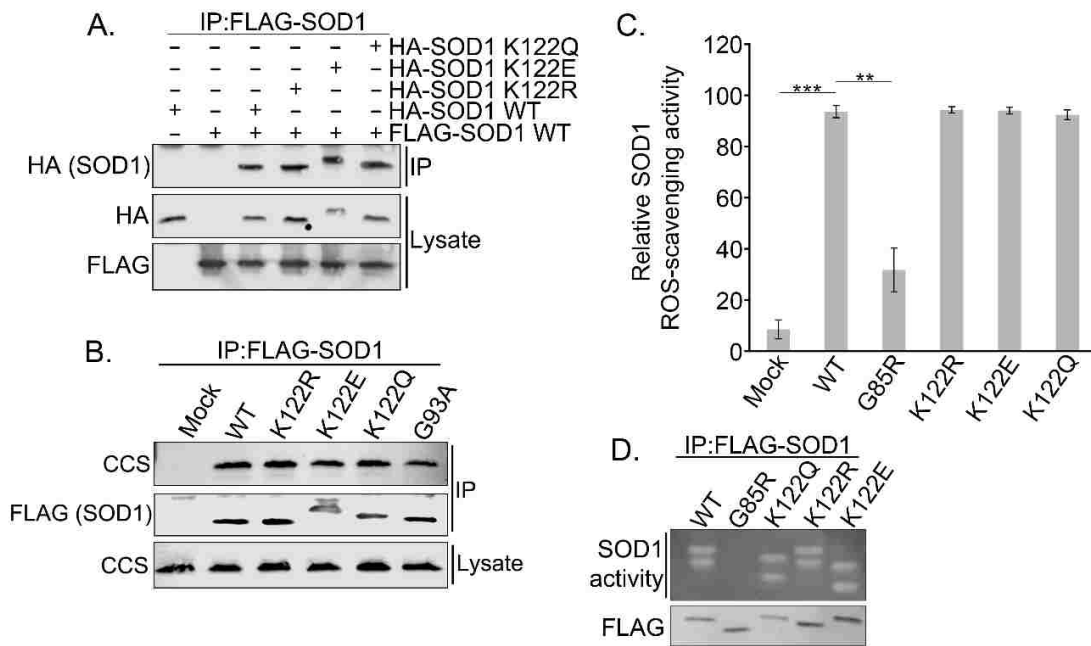 A.
IP:FLAG-SOD1
– – – – – + HA-SOD1 K122Q
– – – – + – HA-SOD1 K122E
– – – + – – HA-SOD1 K122R
+ – + – – – HA-SOD1 WT
– + + + + + FLAG-SOD1 WT
HA (SOD1)
IP
HA
FLAG
Lysate
B.
IP:FLAG-SOD1
Mock WT K122R K122E K122Q G93A
CCS
FLAG (SOD1)
IP
CCS
Lysate
C.
Relative SOD1
ROS-scavenging activity
120
100
80
60
40
20
0
*** **
Mock WT G85R K122R K122E K122Q
D.
IP:FLAG-SOD1
WT G85R K122Q K122R K122E
SOD1
activity
FLAG